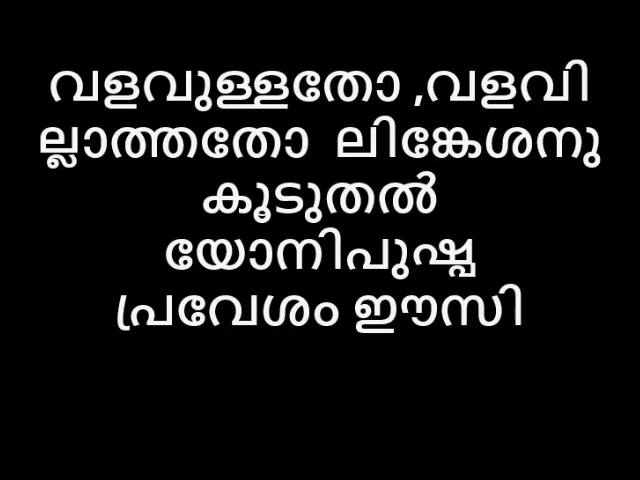 വളവുള്ളതോ ,വളവി
ല്ലാത്തതോ ലിങ്കേശനു
കൂടുതൽ
യോനിപുഷ്പ
പ്രവേശം ഈസി